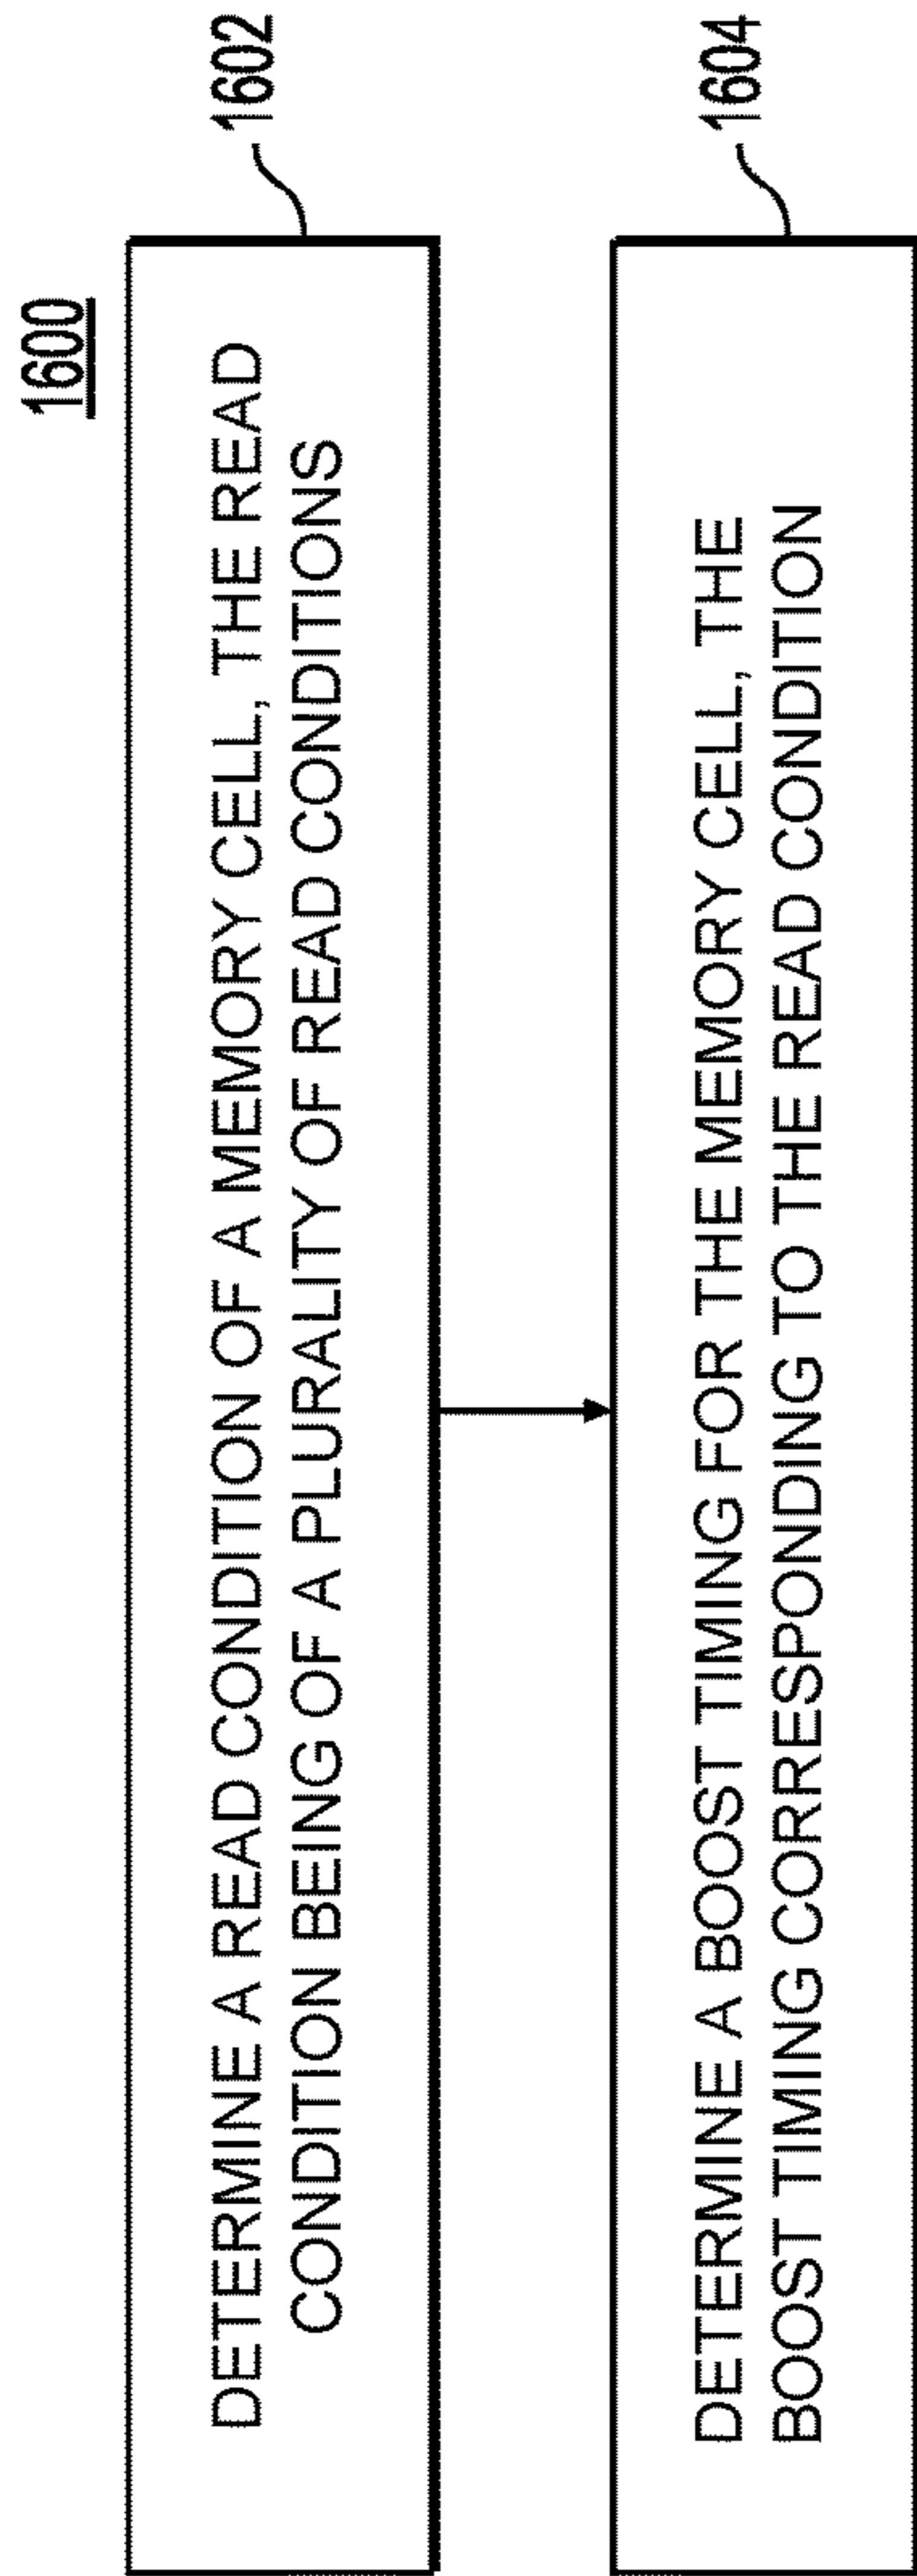 1600
DETERMINE A READ CONDITION OF A MEMORY CELL, THE READ
CONDITION BEING OF A PLURALITY OF READ CONDITIONS
1602
DETERMINE A BOOST TIMING FOR THE MEMORY CELL, THE
BOOST TIMING CORRESPONDING TO THE READ CONDITION
1604